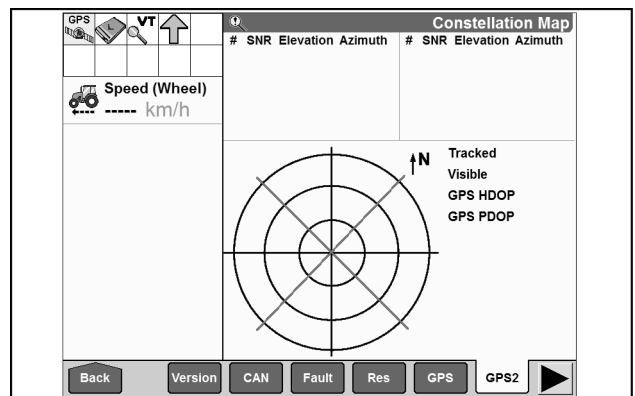 GPS VT
Constellation Map
# SNR Elevation Azimuth # SNR Elevation Azimuth
Speed (Wheel)
----- km/h
N
Tracked
Visible
GPS HDOP
GPS PDOP
Back Version CAN Fault Res GPS GPS2